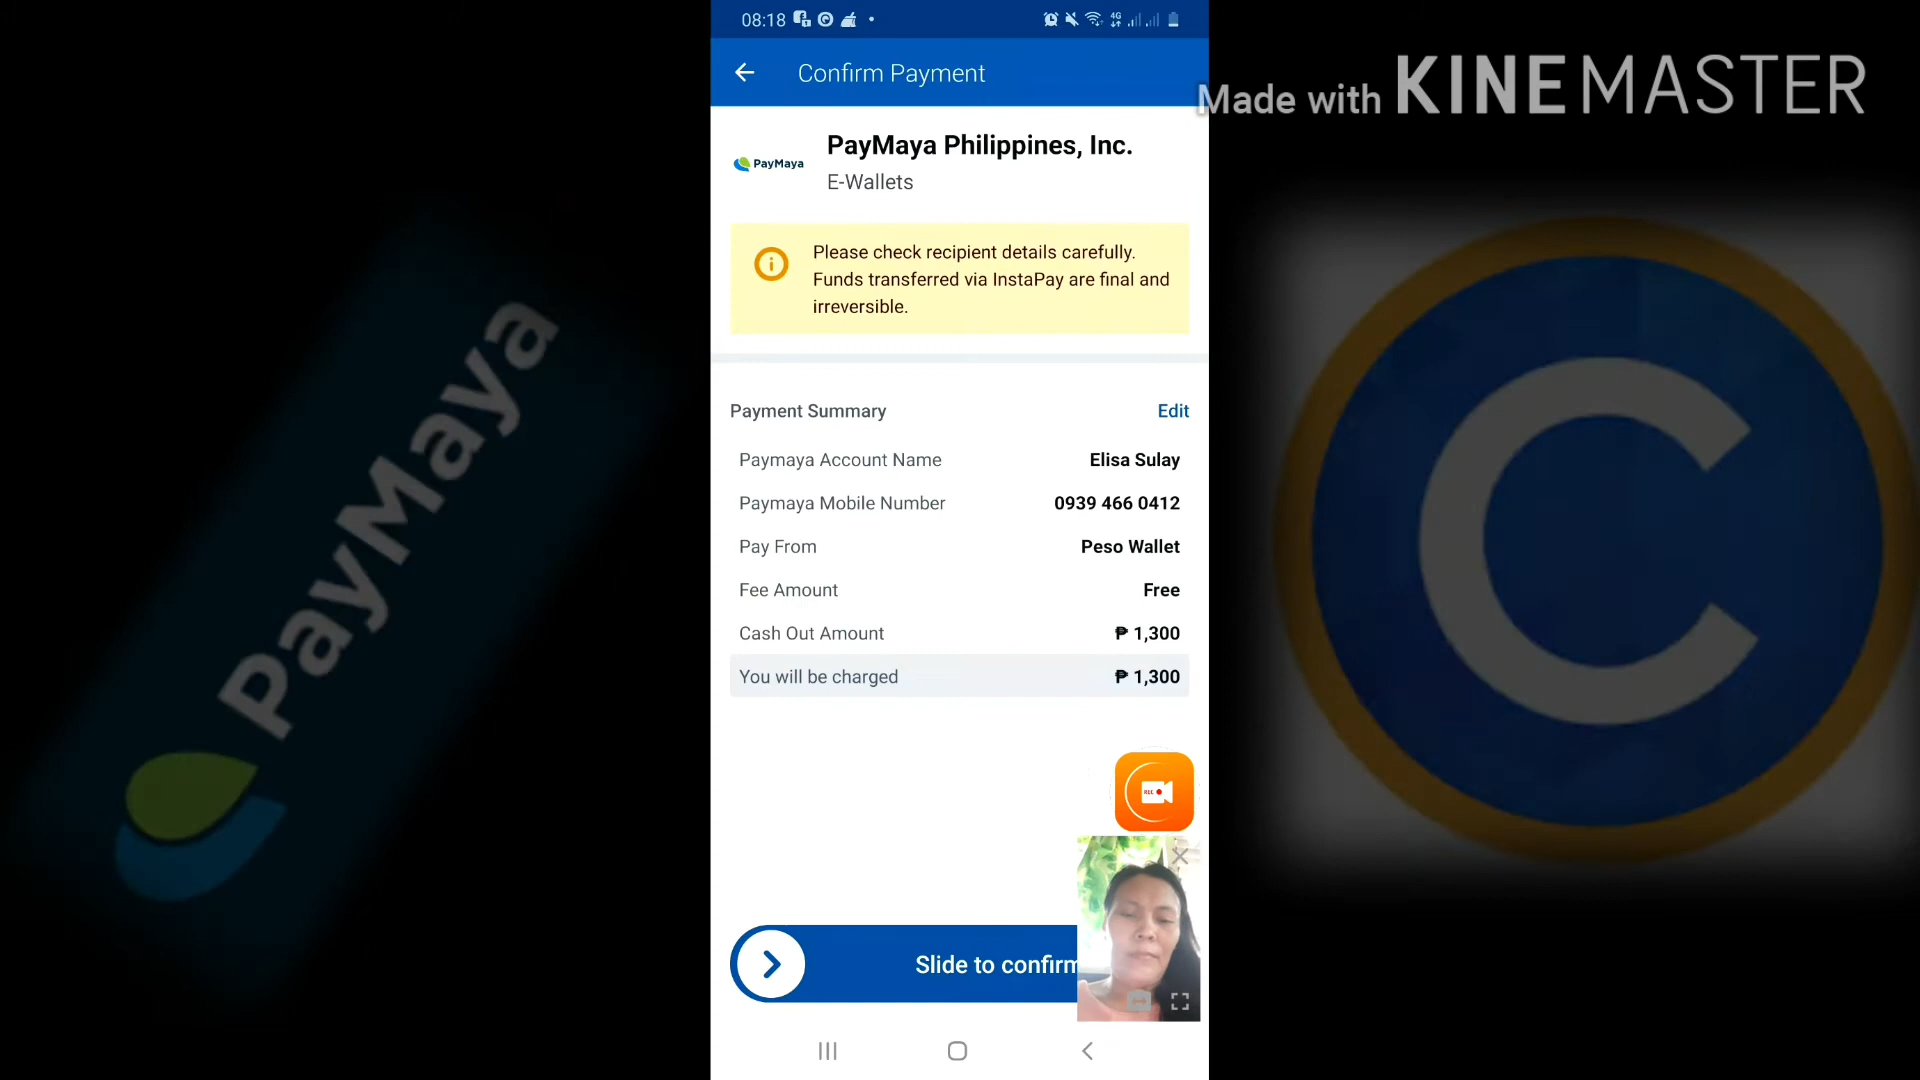 08:18
4G
Confirm Payment
Made with KINEMASTER
PayMaya Philippines, Inc.
PayMaya
E-Wallets
Please check recipient details carefully.
Funds transferred via InstaPay are final and
irreversible.
Payment Summary
Edit
Paymaya Account Name
Elisa Sulay
Paymaya Mobile Number
0939 466 0412
Pay From
Peso Wallet
Fee Amount
Free
Cash Out Amount
₱ 1,300
You will be charged
₱ 1,300
REC
Slide to confirm
PayMaya
C